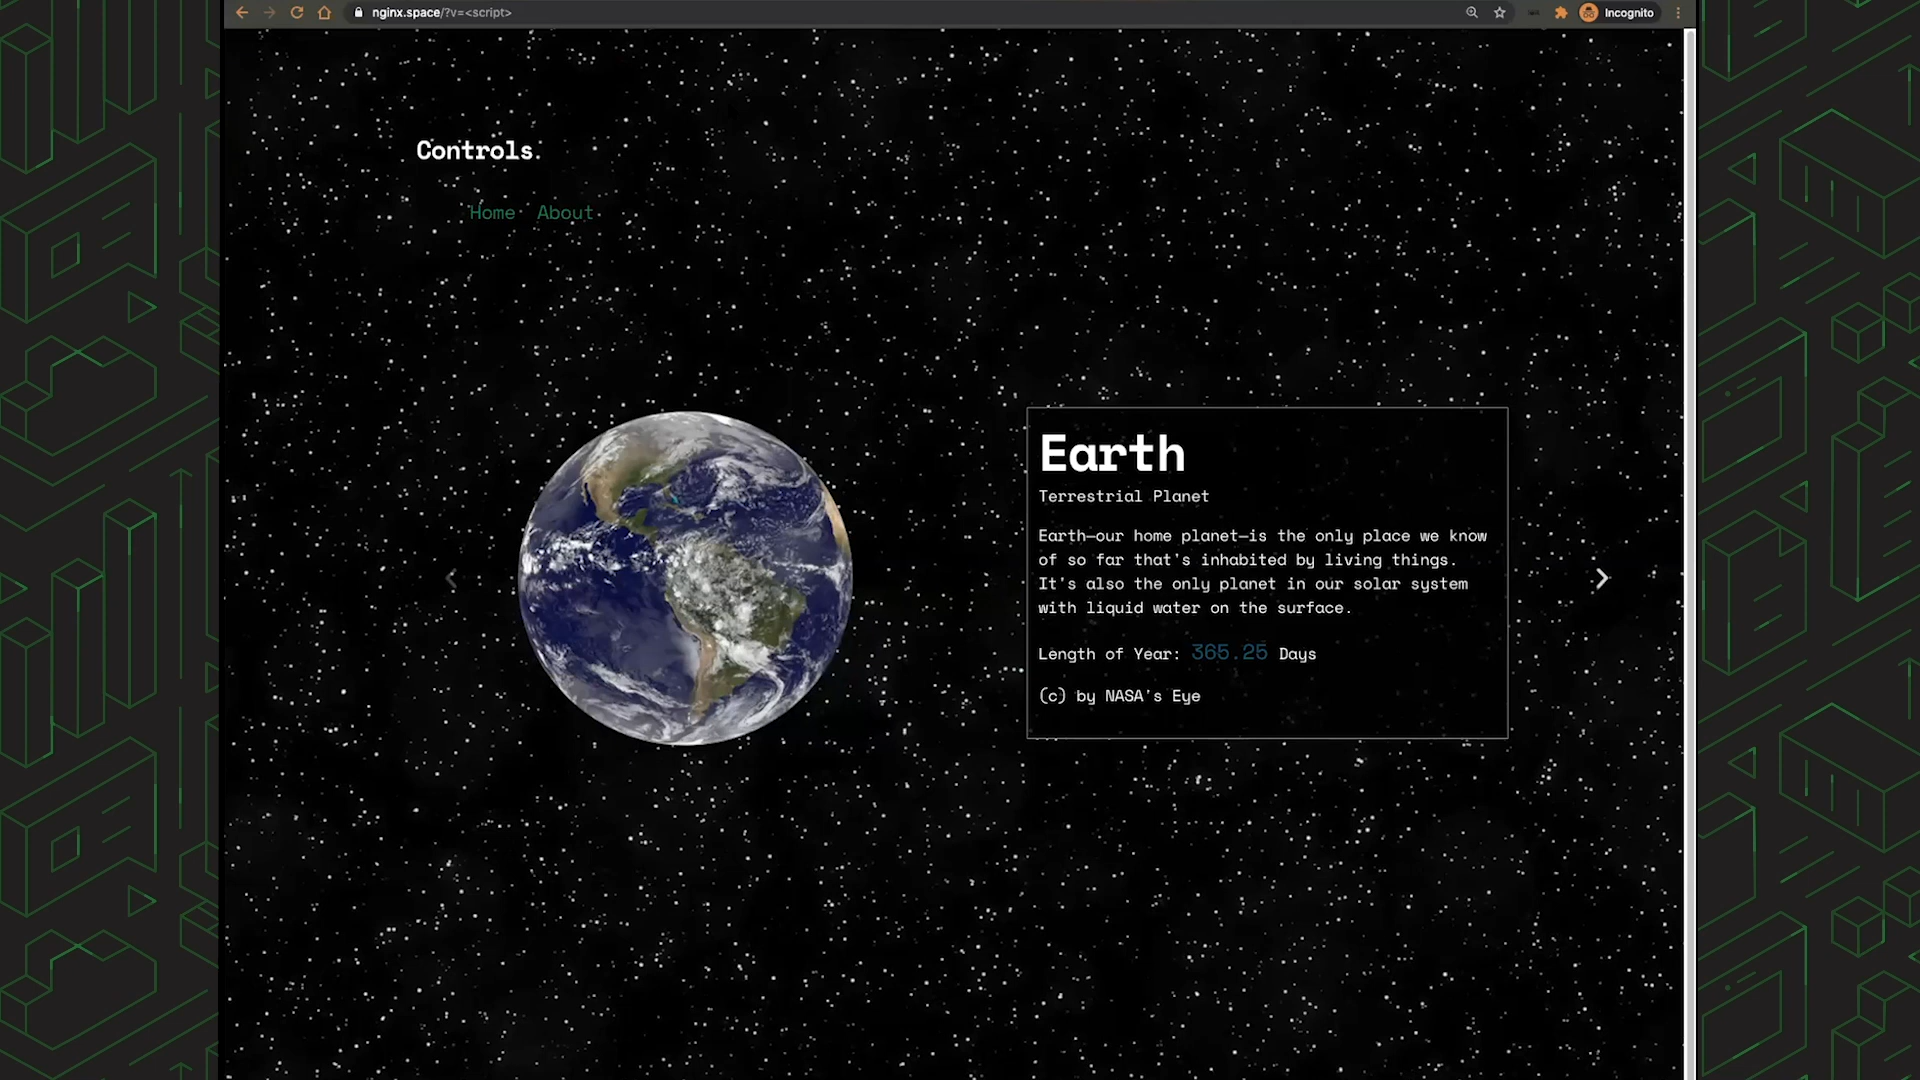 nginx.space/?v=<script>
Incognito
Controls
Home About
Earth
Terrestrial Planet
Earth—our home planet—is the only place we know
of so far that's inhabited by living things.
It's also the only planet in our solar system
with liquid water on the surface.
Length of Year: 365.25 Days
(c) by NASA's Eye